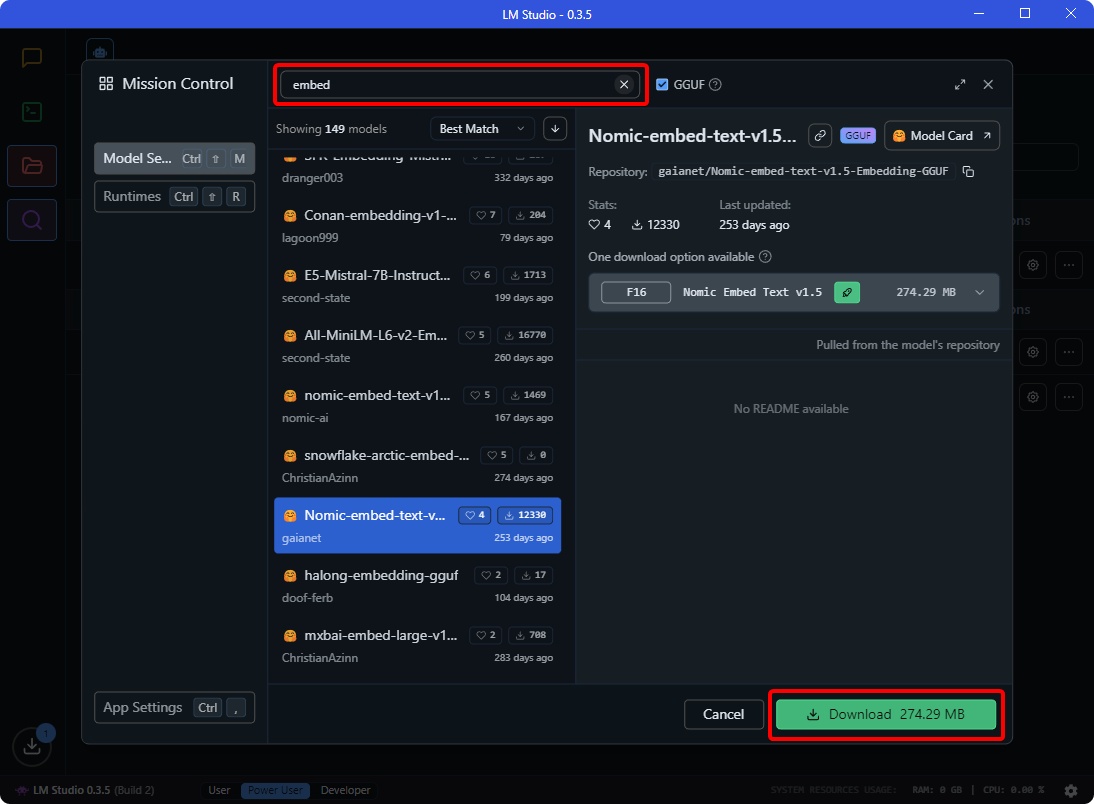 LM Studio - 0.3.5
Mission Control
embed
GGUF
Model Se... Ctrl ⇧ M
Runtimes Ctrl ⇧ R
App Settings Ctrl ,
Showing 149 models
Best Match
dranger003
332 days ago
Conan-embedding-v1-... 7 204
lagoon999 79 days ago
E5-Mistral-7B-Instruct... 6 1713
second-state 199 days ago
All-MiniLM-L6-v2-Em... 5 16770
second-state 260 days ago
nomic-embed-text-v1... 5 1469
nomic-ai 167 days ago
snowflake-arctic-embed-... 5 0
ChristianAzinn 274 days ago
Nomic-embed-text-v... 4 12330
gaianet 253 days ago
halong-embedding-gguf 2 17
doof-ferb 104 days ago
mxbai-embed-large-v1... 2 708
ChristianAzinn 283 days ago
Nomic-embed-text-v1.5... GGUF Model Card
Repository: gaianet/Nomic-embed-text-v1.5-Embedding-GGUF
Stats: Last updated:
4 12330 253 days ago
One download option available
F16 Nomic Embed Text v1.5 274.29 MB
Pulled from the model's repository
No README available
Cancel
Download 274.29 MB
ons
ons
1
LM Studio 0.3.5 (Build 2) User Power User Developer
SYSTEM RESOURCES USAGE: RAM: 0 GB | CPU: 0.00 %